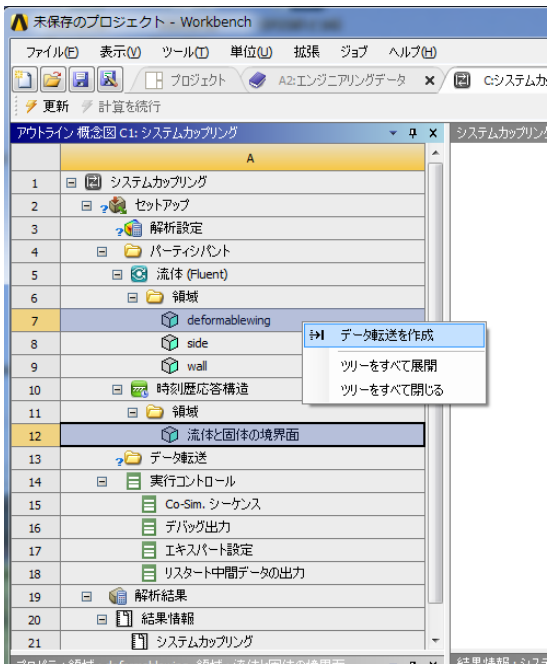 未保存のプロジェクト - Workbench
ファイル(F) 表示(V) ツール(T) 単位(U) 拡張 ジョブ ヘルプ(H)
プロジェクト A2:エンジニアリングデータ C:システムカ
更新 計算を続行
アウトライン 概念図 C1: システムカップリング システムカップリング
A
1 システムカップリング
2 セットアップ
3 解析設定
4 パーティシパント
5 流体 (Fluent)
6 領域
7 deformablewing
データ転送を作成
8 side
9 wall
ツリーをすべて展開
10 時刻歴応答構造
ツリーをすべて閉じる
11 領域
12 流体と固体の境界面
13 データ転送
14 実行コントロール
15 Co-Sim. シーケンス
16 デバッグ出力
17 エキスパート設定
18 リスタート中間データの出力
19 解析結果
20 結果情報
21 システムカップリング